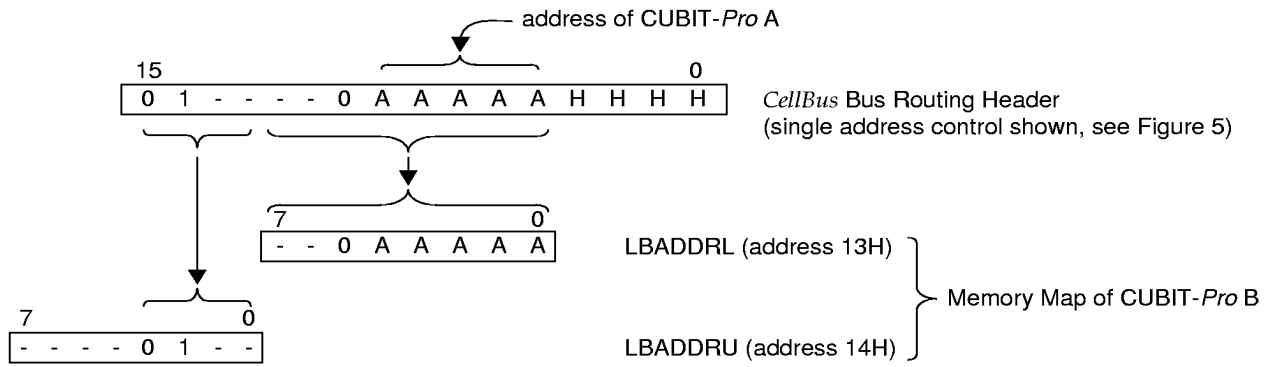 address of CUBIT-Pro A
15 0
0 1 - - - - 0 A A A A A H H H H
CellBus Bus Routing Header
(single address control shown, see Figure 5)
7 0
- - 0 A A A A A
LBADDRL (address 13H)
Memory Map of CUBIT-Pro B
7 0
- - - - 0 1 - -
LBADDRU (address 14H)